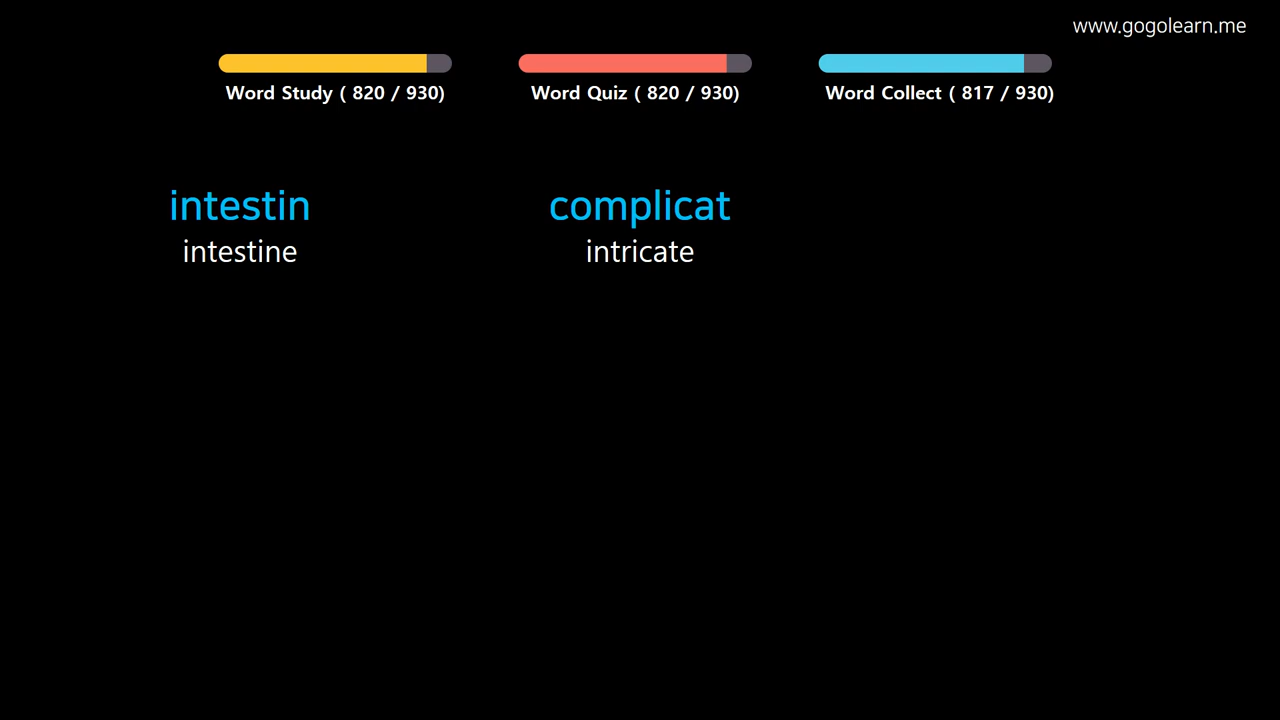 www.gogolearn.me
Word Study ( 820 / 930)
Word Quiz ( 820 / 930)
Word Collect ( 817 / 930)
intestin
intestine
complicat
intricate